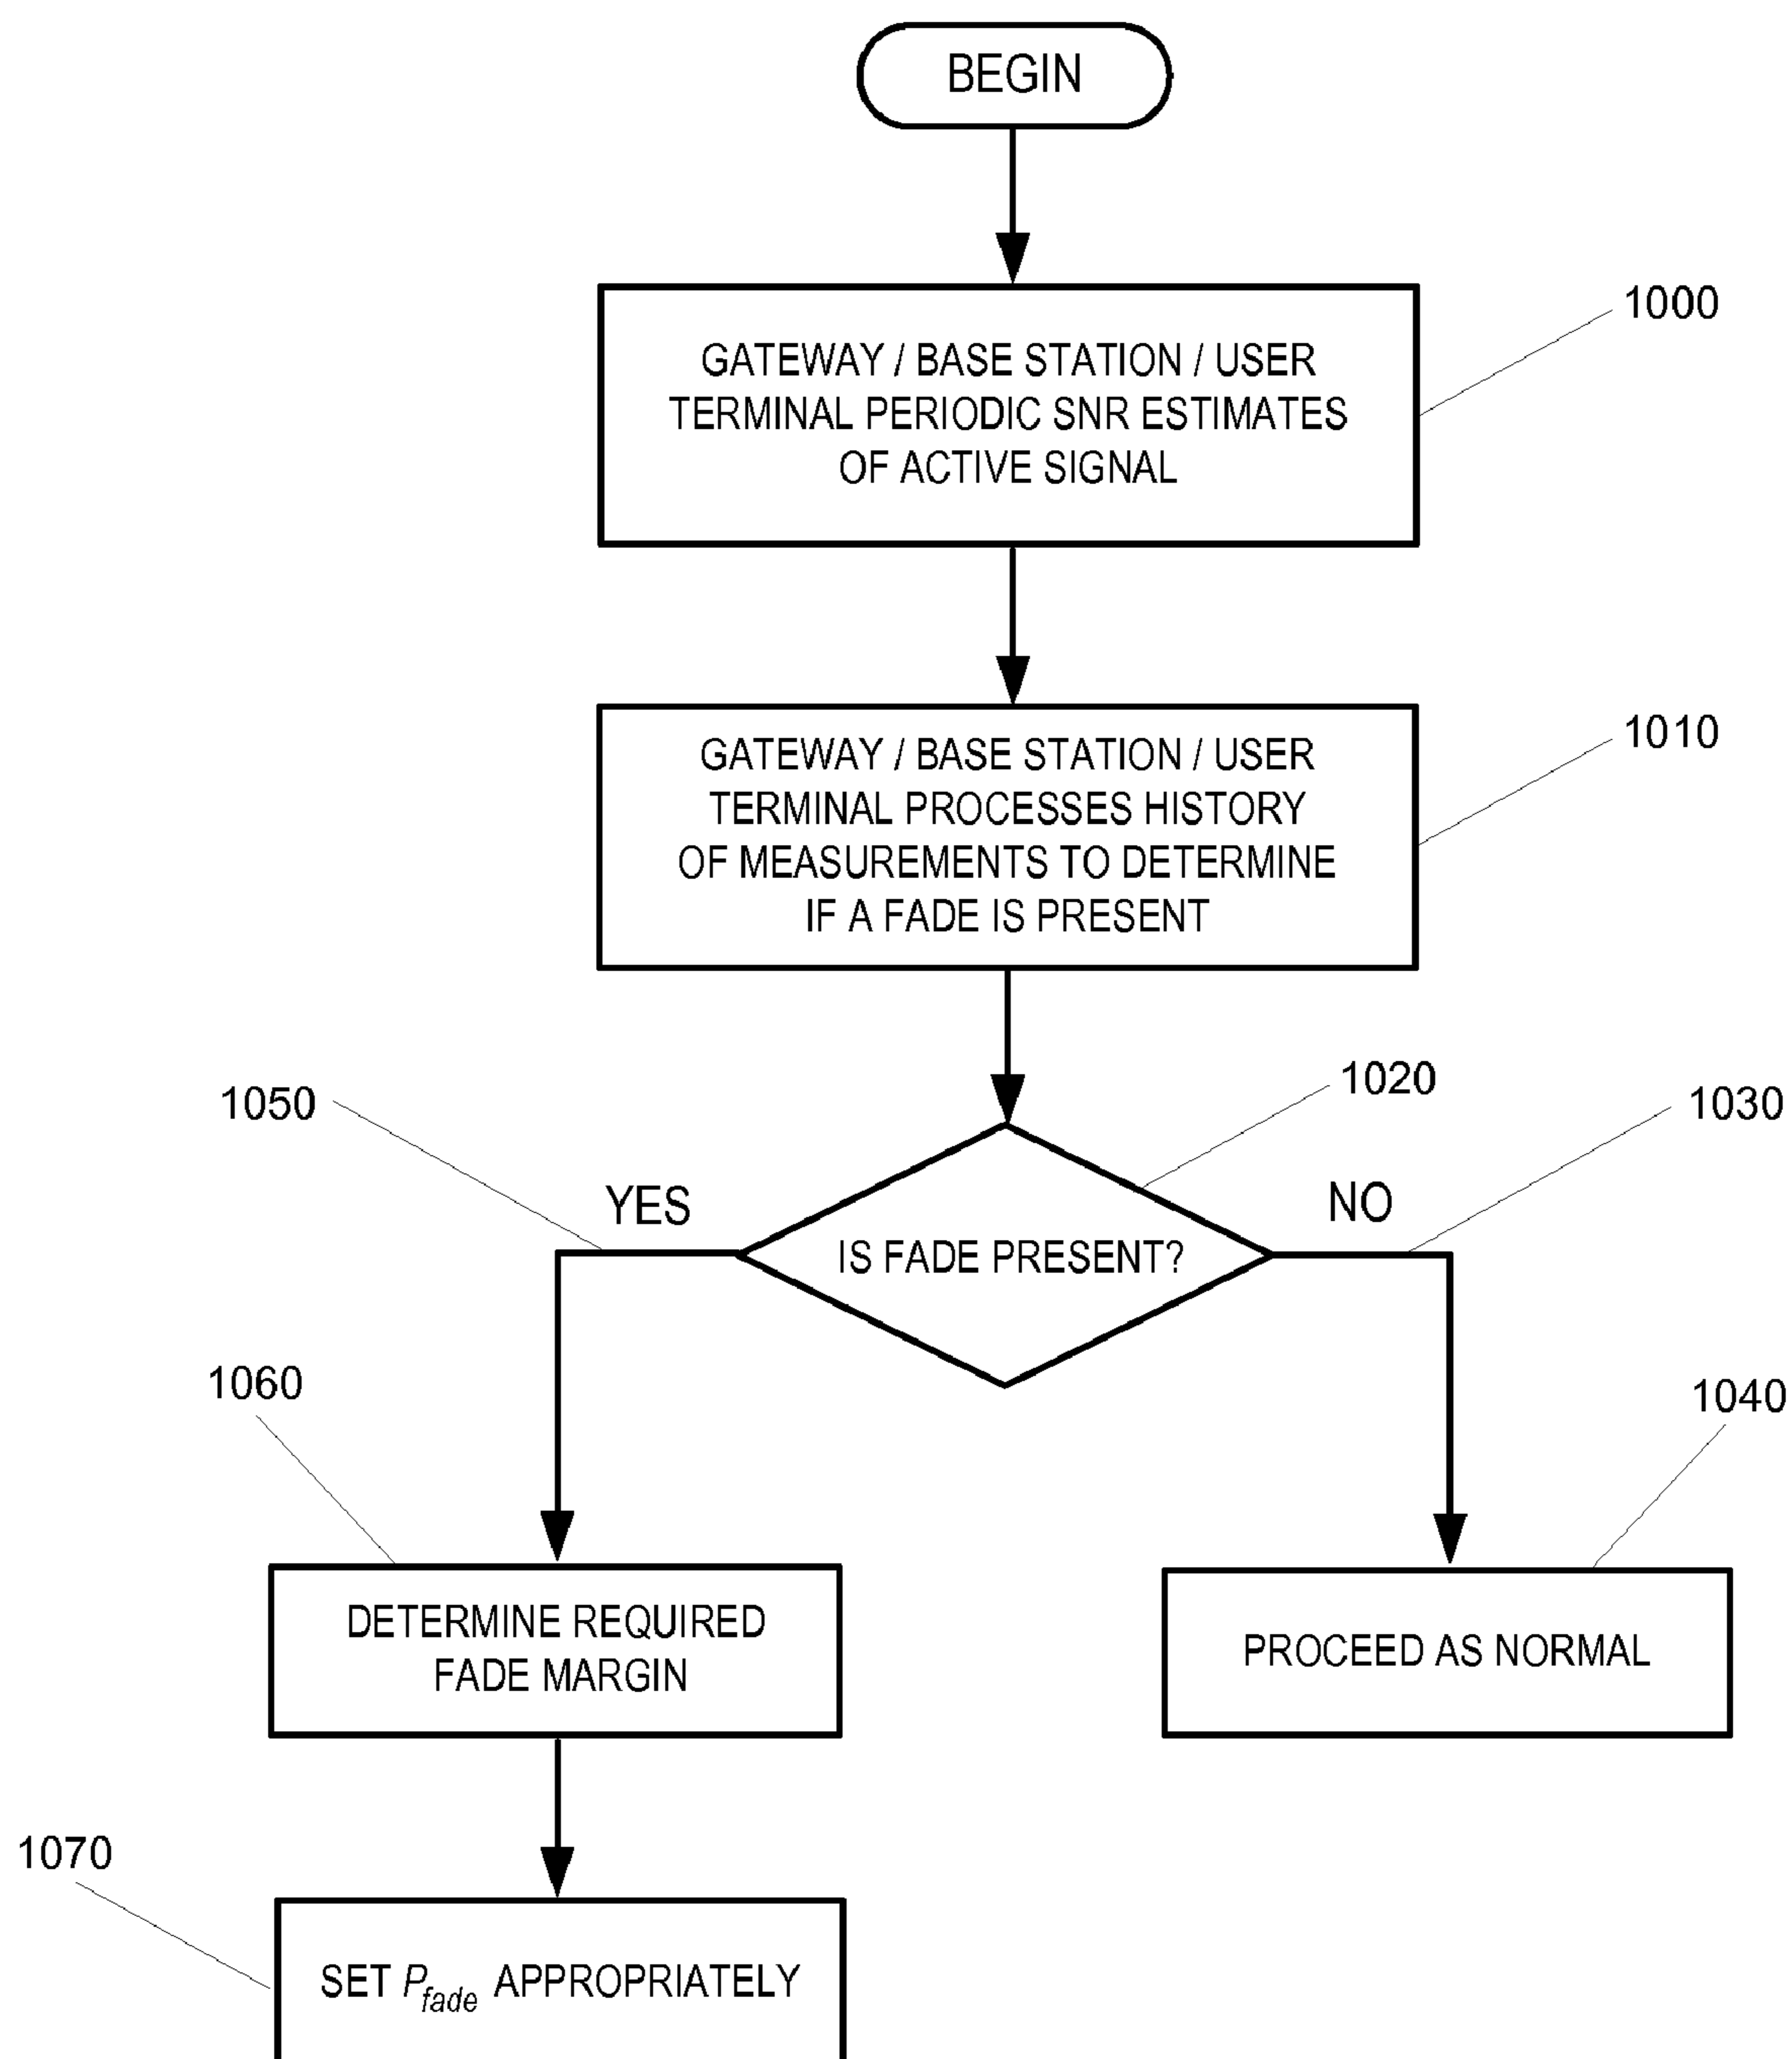 BEGIN
1000
GATEWAY / BASE STATION / USER
TERMINAL PERIODIC SNR ESTIMATES
OF ACTIVE SIGNAL
1010
GATEWAY / BASE STATION / USER
TERMINAL PROCESSES HISTORY
OF MEASUREMENTS TO DETERMINE
IF A FADE IS PRESENT
1020
1050
1030
YES
NO
IS FADE PRESENT?
1060
1040
DETERMINE REQUIRED
FADE MARGIN
PROCEED AS NORMAL
1070
SET P_fade APPROPRIATELY